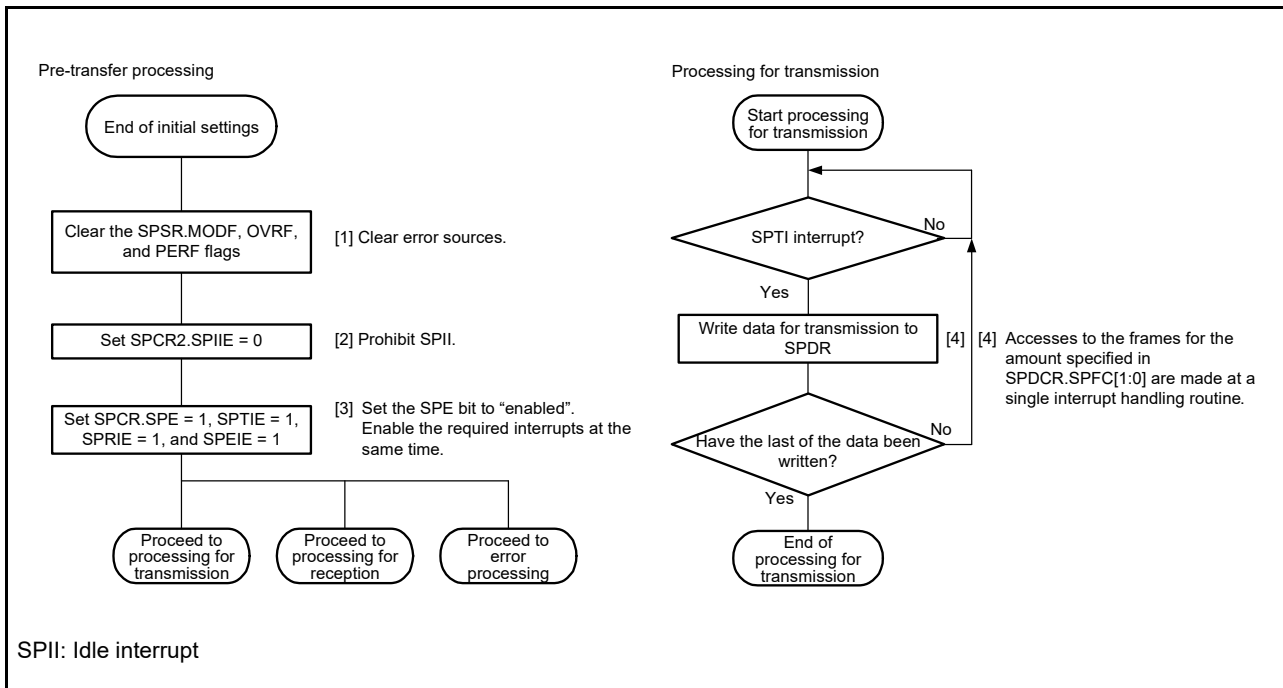 Pre-transfer processing
End of initial settings
Clear the SPSR.MODF, OVRF,
and PERF flags
[1] Clear error sources.
Set SPCR2.SPIIE = 0
[2] Prohibit SPII.
Set SPCR.SPE = 1, SPTIE = 1,
SPRIE = 1, and SPEIE = 1
[3] Set the SPE bit to “enabled”.
Enable the required interrupts at the
same time.
Proceed to
processing for
transmission
Proceed to
processing for
reception
Proceed to
error
processing
Processing for transmission
Start processing
for transmission
SPTI interrupt?
No
Yes
Write data for transmission to
SPDR
[4]
[4] Accesses to the frames for the
amount specified in
SPDCR.SPFC[1:0] are made at a
single interrupt handling routine.
Have the last of the data been
written?
No
Yes
End of
processing for
transmission
SPII: Idle interrupt